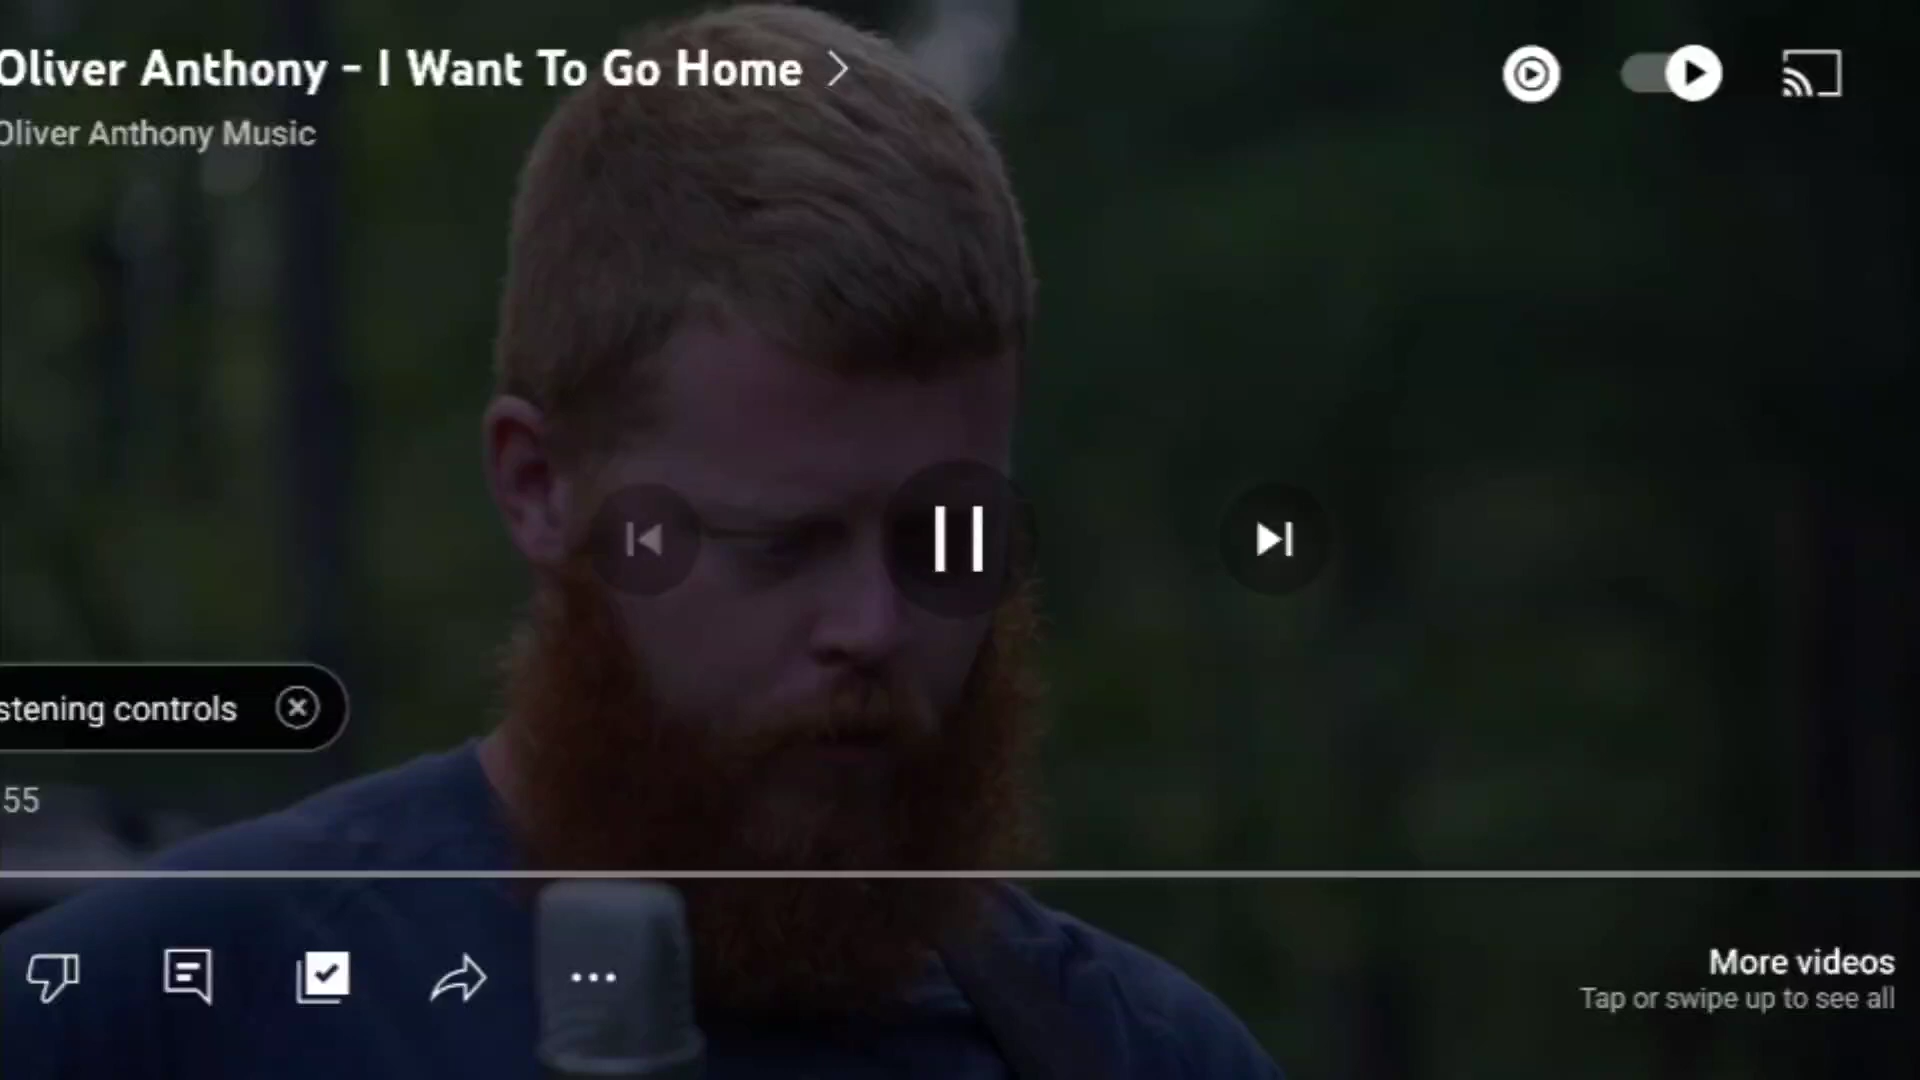 Oliver Anthony - I Want To Go Home
Oliver Anthony Music
stening controls
55
More videos
Tap or swipe up to see all